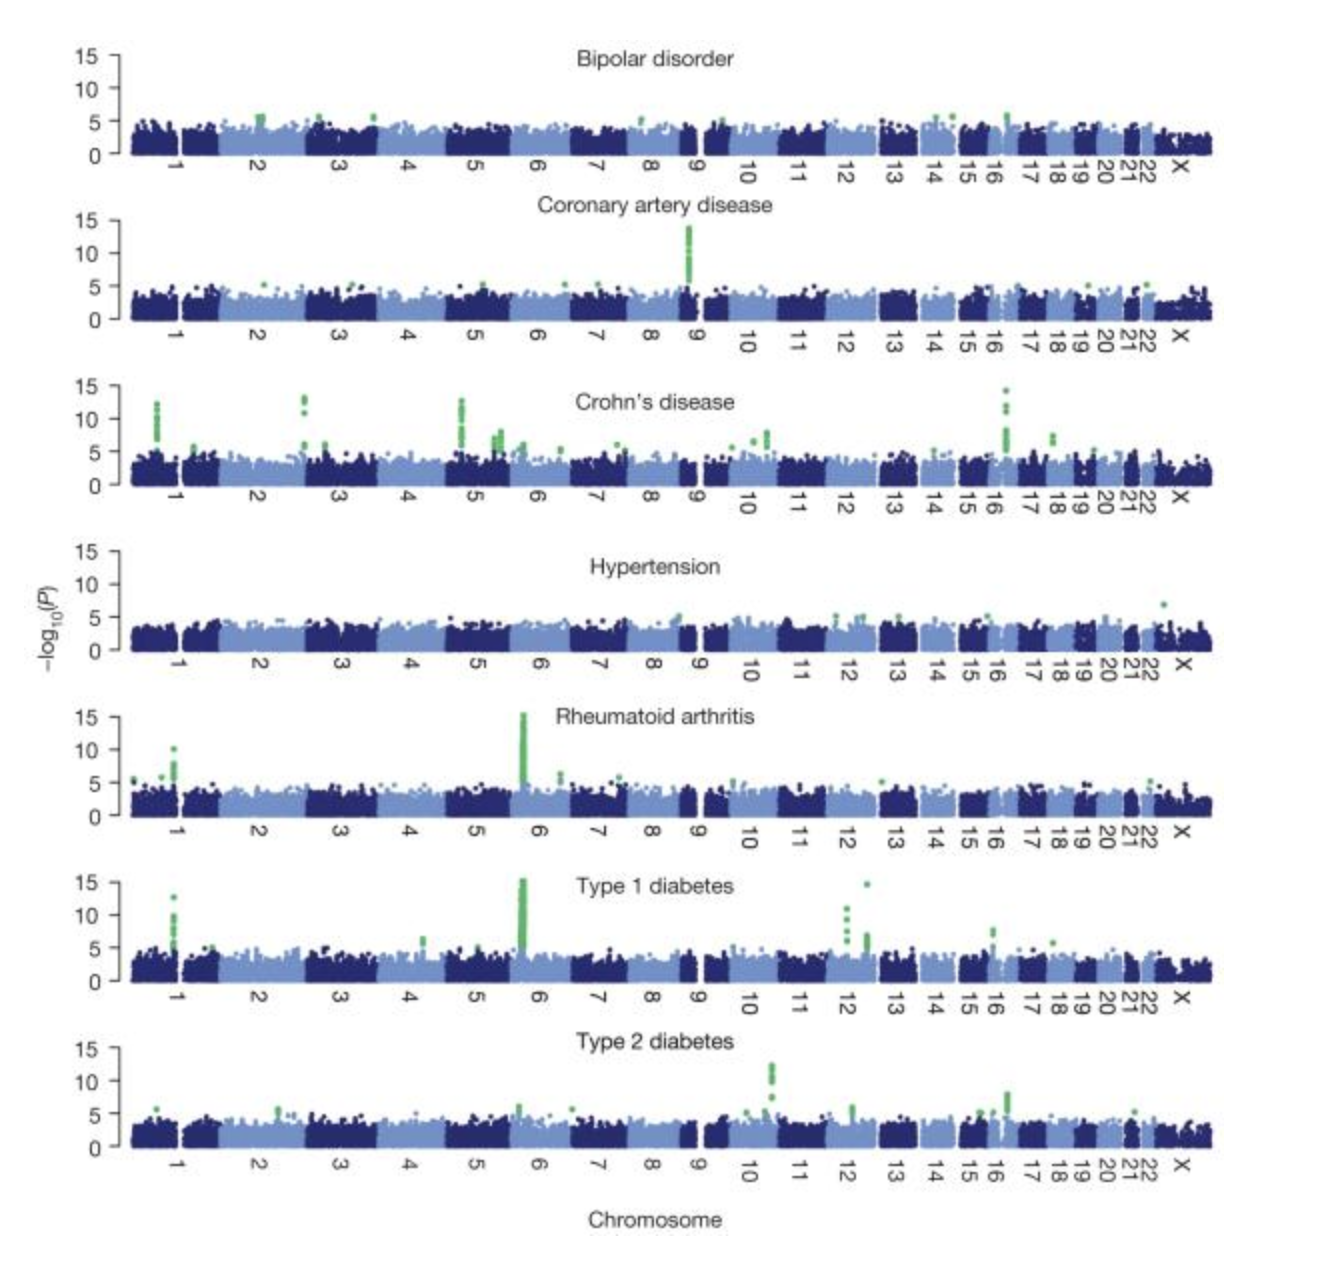 Bipolar disorder
15
10
5
0
1 2 3 4 5 6 7 8 9 10 11 12 13 14 15 16 17 18 19 20 21 22 X
Coronary artery disease
15
10
5
0
1 2 3 4 5 6 7 8 9 10 11 12 13 14 15 16 17 18 19 20 21 22 X
Crohn's disease
15
10
5
0
1 2 3 4 5 6 7 8 9 10 11 12 13 14 15 16 17 18 19 20 21 22 X
−log₁₀(P)
Hypertension
15
10
5
0
1 2 3 4 5 6 7 8 9 10 11 12 13 14 15 16 17 18 19 20 21 22 X
Rheumatoid arthritis
15
10
5
0
1 2 3 4 5 6 7 8 9 10 11 12 13 14 15 16 17 18 19 20 21 22 X
Type 1 diabetes
15
10
5
0
1 2 3 4 5 6 7 8 9 10 11 12 13 14 15 16 17 18 19 20 21 22 X
Type 2 diabetes
15
10
5
0
1 2 3 4 5 6 7 8 9 10 11 12 13 14 15 16 17 18 19 20 21 22 X
Chromosome